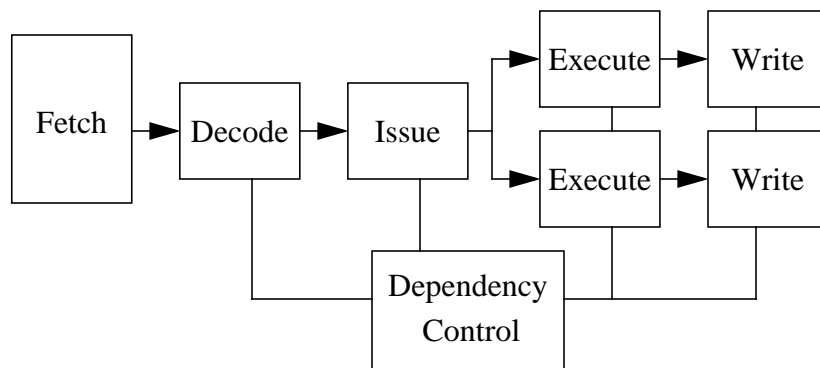 Fetch
Decode
Issue
Execute
Write
Execute
Write
Dependency
Control